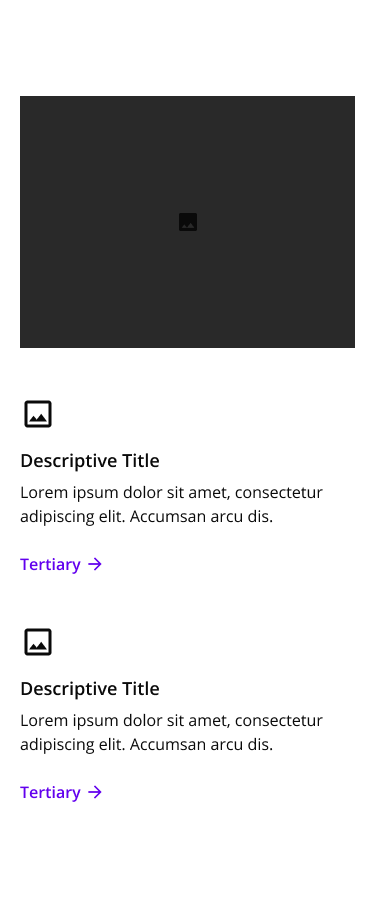 Descriptive Title
Lorem ipsum dolor sit amet, consectetur
adipiscing elit. Accumsan arcu dis.
Tertiary
Descriptive Title
Lorem ipsum dolor sit amet, consectetur
adipiscing elit. Accumsan arcu dis.
Tertiary